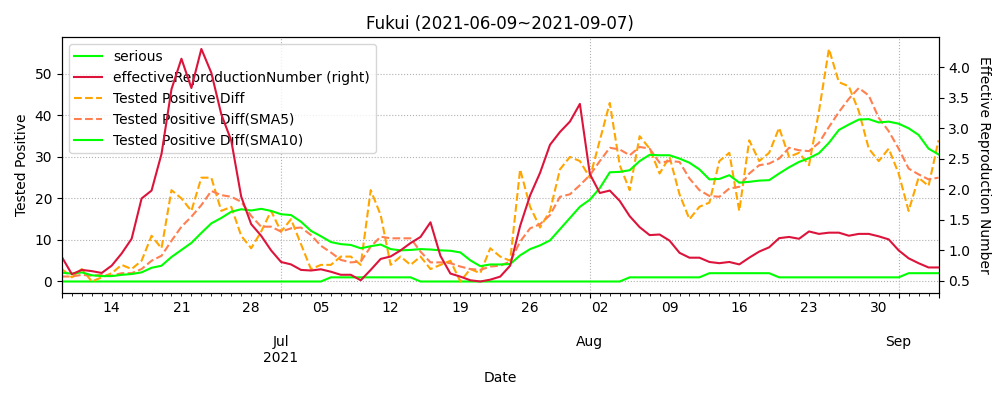 Fukui (2021-06-09~2021-09-07)
serious
effectiveReproductionNumber (right)
Tested Positive Diff
Tested Positive Diff(SMA5)
Tested Positive Diff(SMA10)
Tested Positive
50
40
30
20
10
0
4.0
3.5
3.0
2.5
2.0
1.5
1.0
0.5
Effective Reproduction Number
14 21 28 05 12 19 26 02 09 16 23 30
Jul Aug Sep
2021
Date